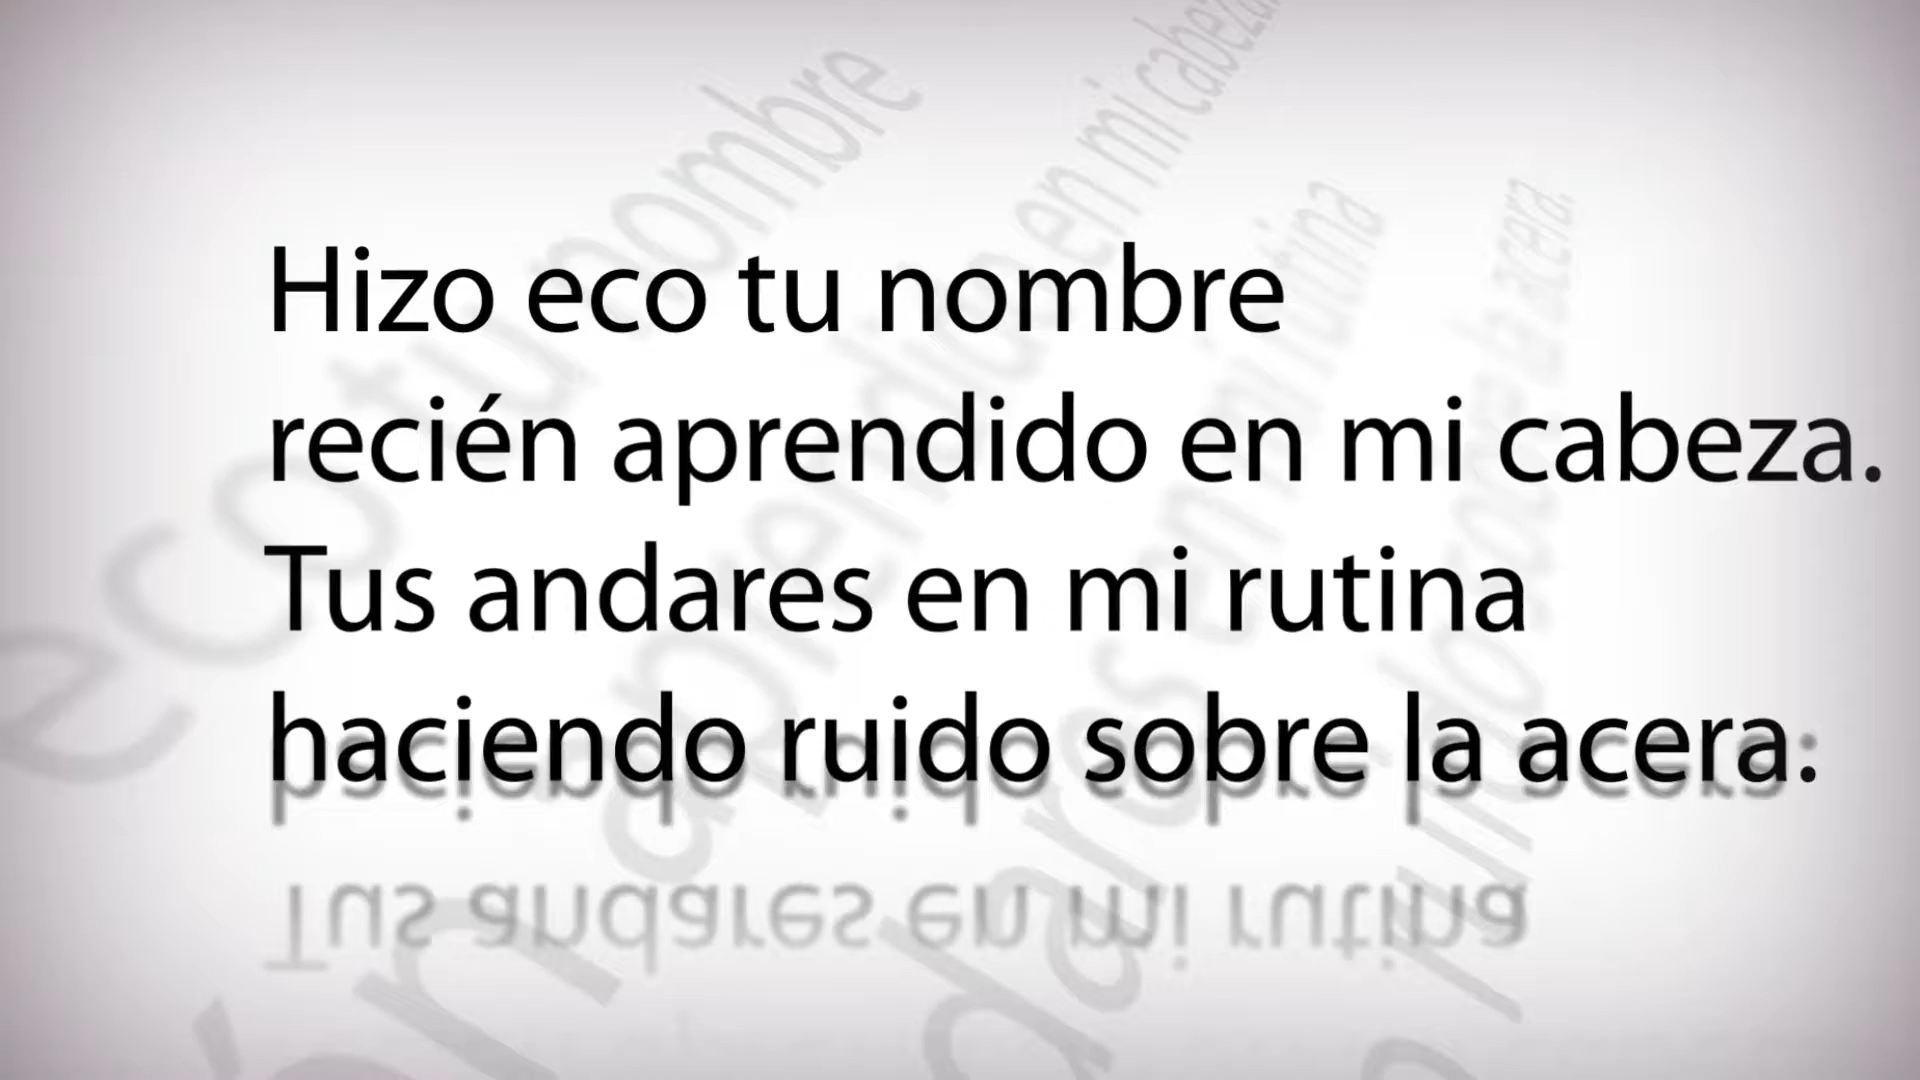 Hizo eco tu nombre
recién aprendido en mi cabeza.
Tus andares en mi rutina
haciendo ruido sobre la acera: